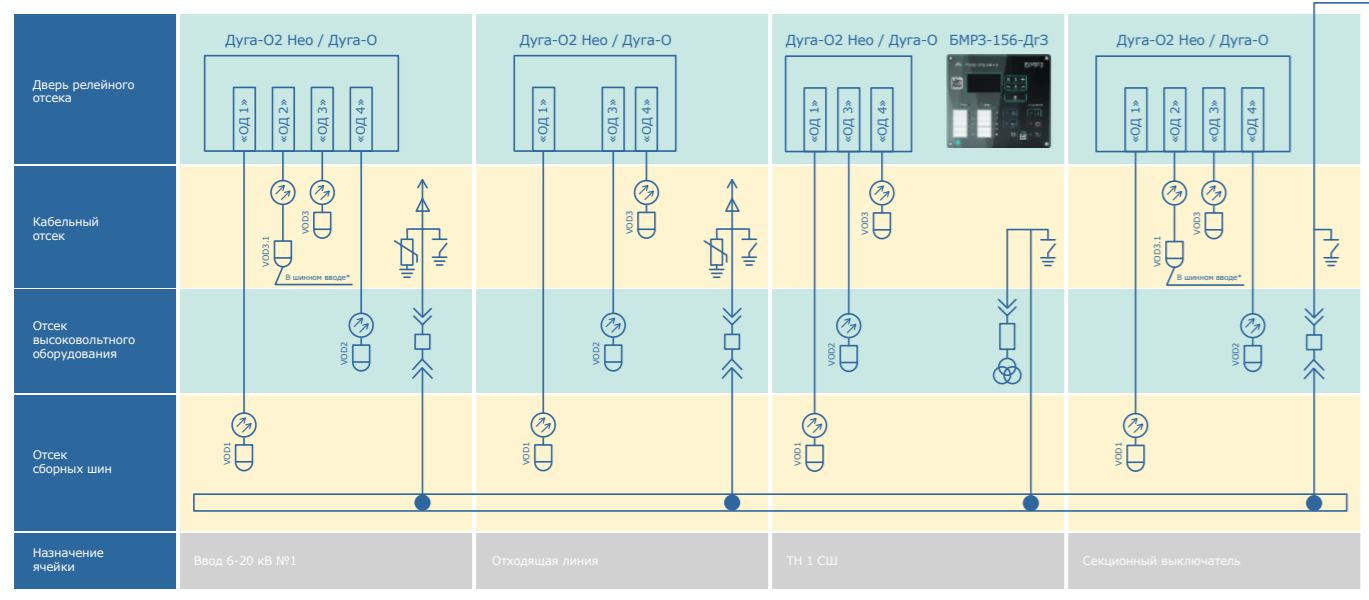 Дверь релейного
отсека
Дуга-О2 Нео / Дуга-О
«ОД 1»
«ОД 2»
«ОД 3»
«ОД 4»
Дуга-О2 Нео / Дуга-О
«ОД 1»
«ОД 3»
«ОД 4»
Дуга-О2 Нео / Дуга-О
«ОД 1»
«ОД 3»
«ОД 4»
БМРЗ-156-ДгЗ
БМРЗ
Дуга-О2 Нео / Дуга-О
«ОД 1»
«ОД 2»
«ОД 3»
«ОД 4»
Кабельный
отсек
VOD3.1
VOD3
В шинном вводе*
VOD3
VOD3
VOD3.1
VOD3
В шинном вводе*
Отсек
высоковольтного
оборудования
VOD2
VOD2
VOD2
VOD2
Отсек
сборных шин
VOD1
VOD1
VOD1
VOD1
Назначение
ячейки
Ввод 6-20 кВ №1
Отходящая линия
ТН 1 СШ
Секционный выключатель